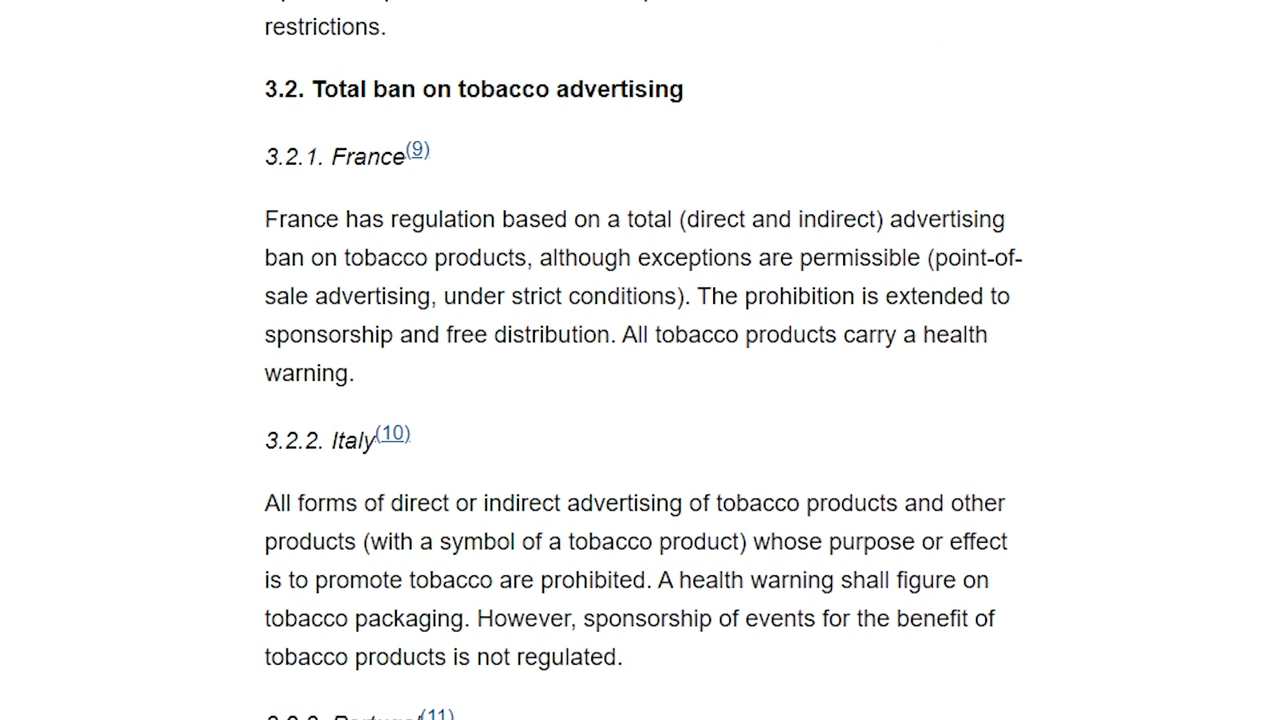 restrictions.
3.2. Total ban on tobacco advertising
3.2.1. France(9)
France has regulation based on a total (direct and indirect) advertising
ban on tobacco products, although exceptions are permissible (point-of-
sale advertising, under strict conditions). The prohibition is extended to
sponsorship and free distribution. All tobacco products carry a health
warning.
3.2.2. Italy(10)
All forms of direct or indirect advertising of tobacco products and other
products (with a symbol of a tobacco product) whose purpose or effect
is to promote tobacco are prohibited. A health warning shall figure on
tobacco packaging. However, sponsorship of events for the benefit of
tobacco products is not regulated.
3.2.3. Portugal(11)